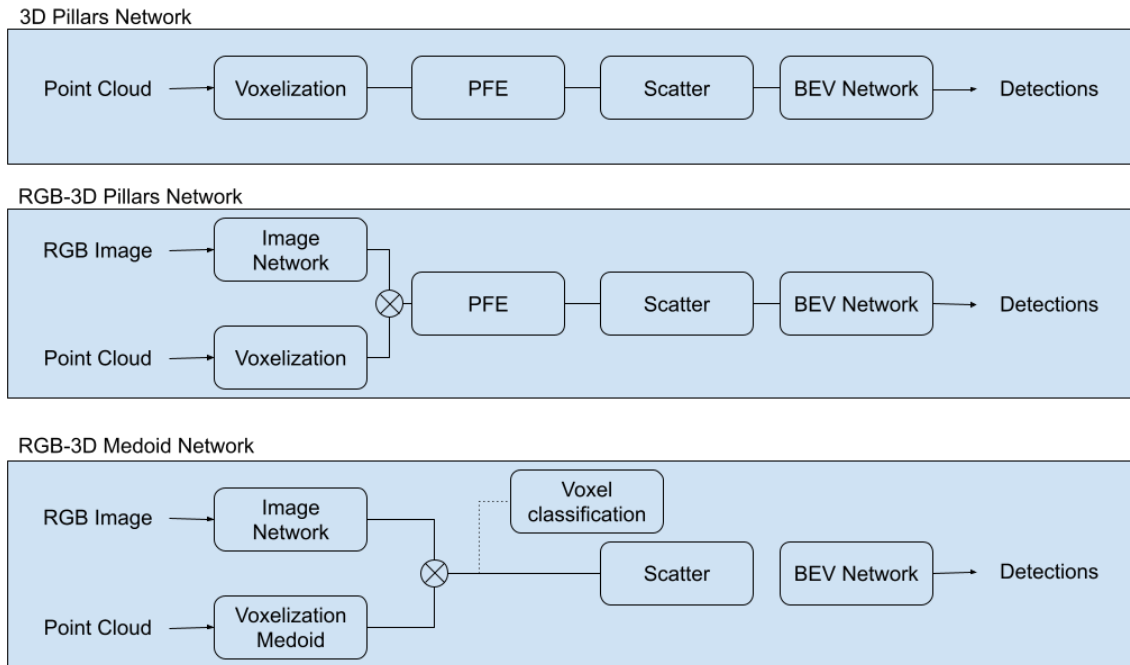 3D Pillars Network
Point Cloud
Voxelization
PFE
Scatter
BEV Network
Detections
RGB-3D Pillars Network
RGB Image
Image
Network
PFE
Scatter
BEV Network
Detections
Point Cloud
Voxelization
RGB-3D Medoid Network
Voxel
classification
RGB Image
Image
Network
Scatter
BEV Network
Detections
Point Cloud
Voxelization
Medoid